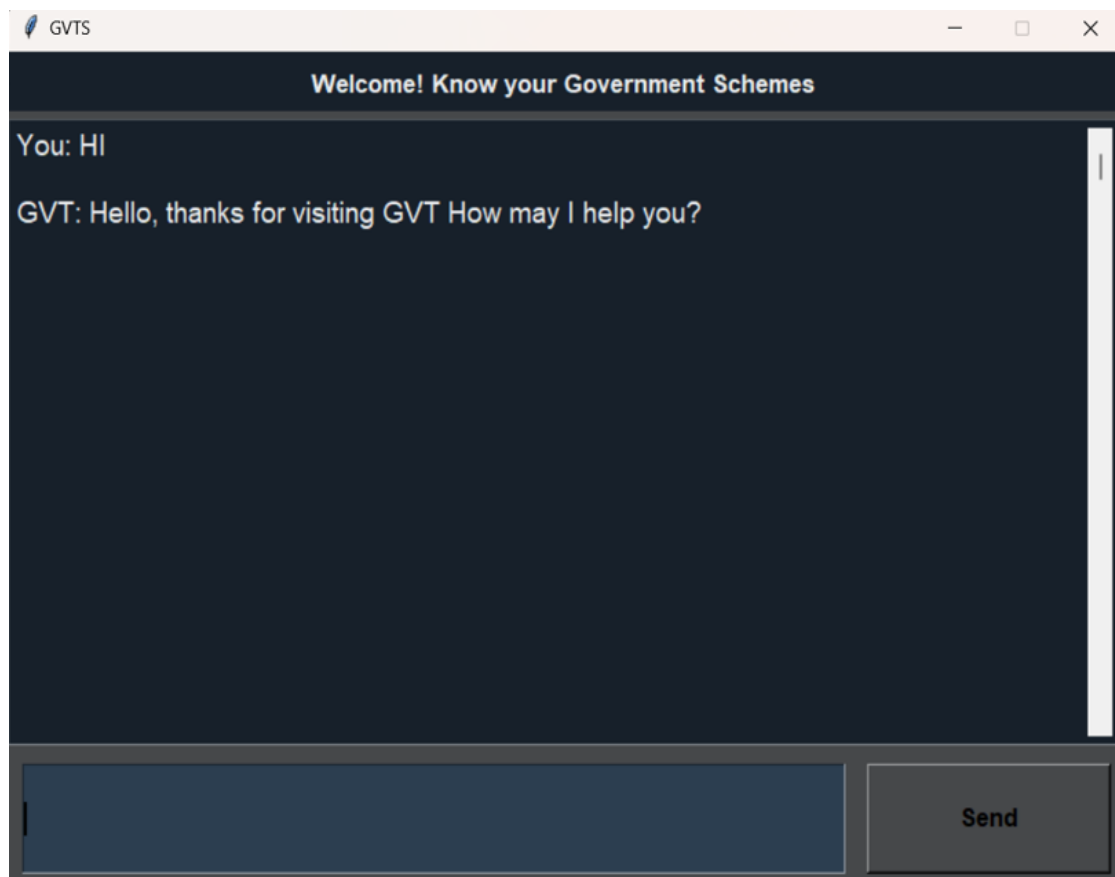 GVTS
Welcome! Know your Government Schemes
You: HI
GVT: Hello, thanks for visiting GVT How may I help you?
Send